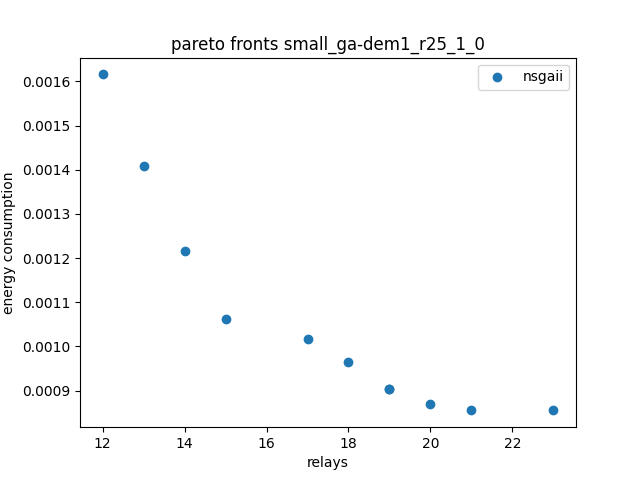 pareto fronts small_ga-dem1_r25_1_0
nsgaii
0.0016
0.0015
0.0014
0.0013
0.0012
0.0011
0.0010
0.0009
energy consumption
12 14 16 18 20 22
relays